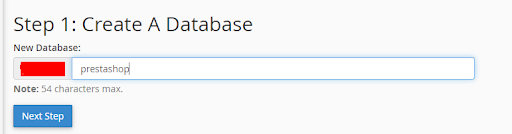 Step 1: Create A Database
New Database:
prestashop
Note: 54 characters max.
Next Step